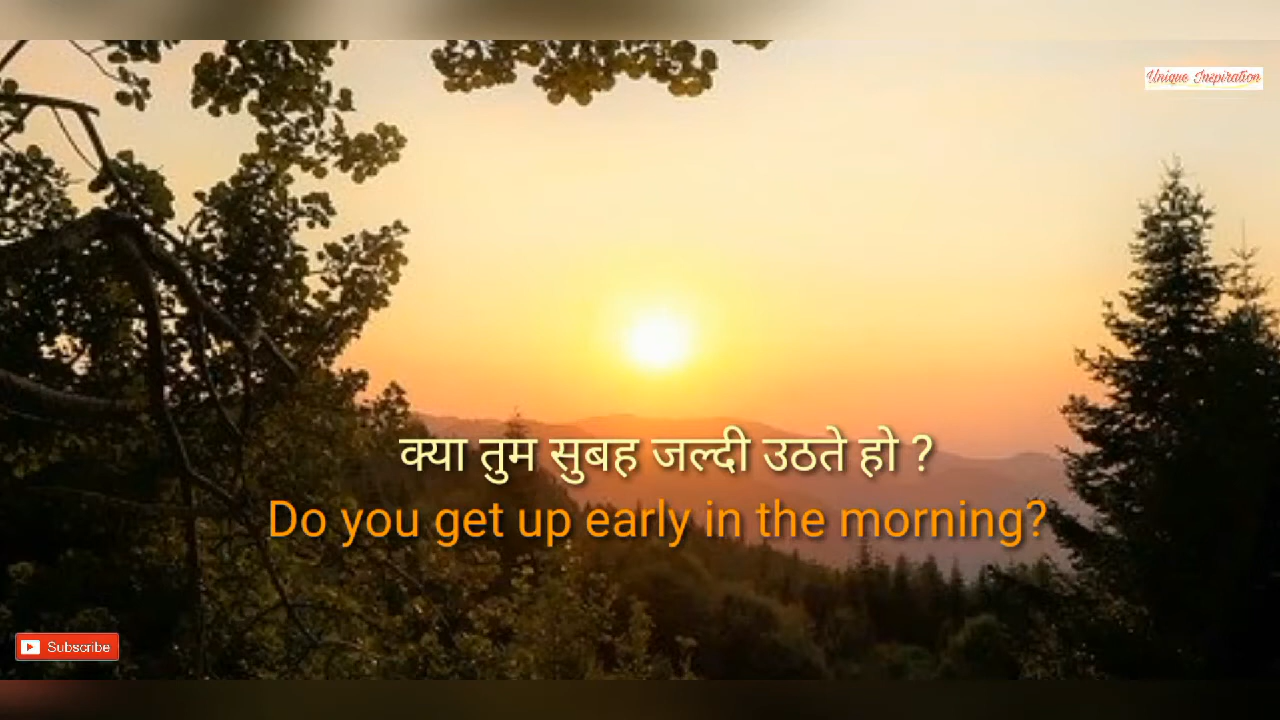 Unique Inspiration
क्या तुम सुबह जल्दी उठते हो ?
Do you get up early in the morning?
Subscribe